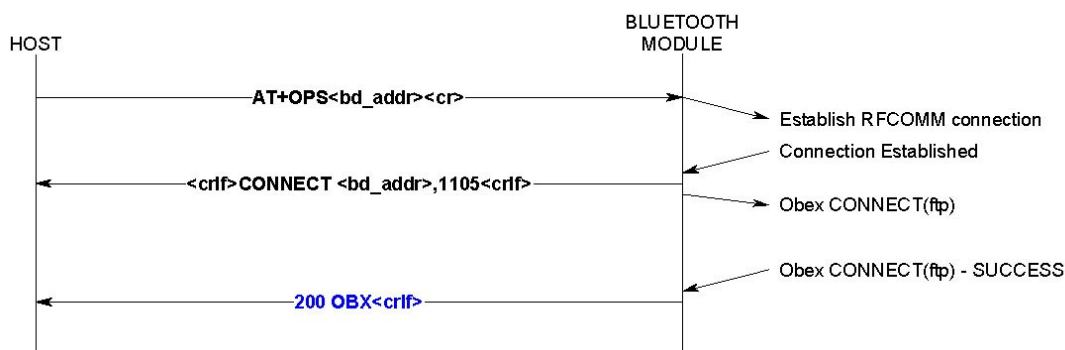 HOST
BLUETOOTH
MODULE
AT+OPS<bd_addr><cr>
Establish RFCOMM connection
Connection Established
<crlf>CONNECT <bd_addr>,1105<crlf>
Obex CONNECT(ftp)
Obex CONNECT(ftp) - SUCCESS
200 OBX<crlf>